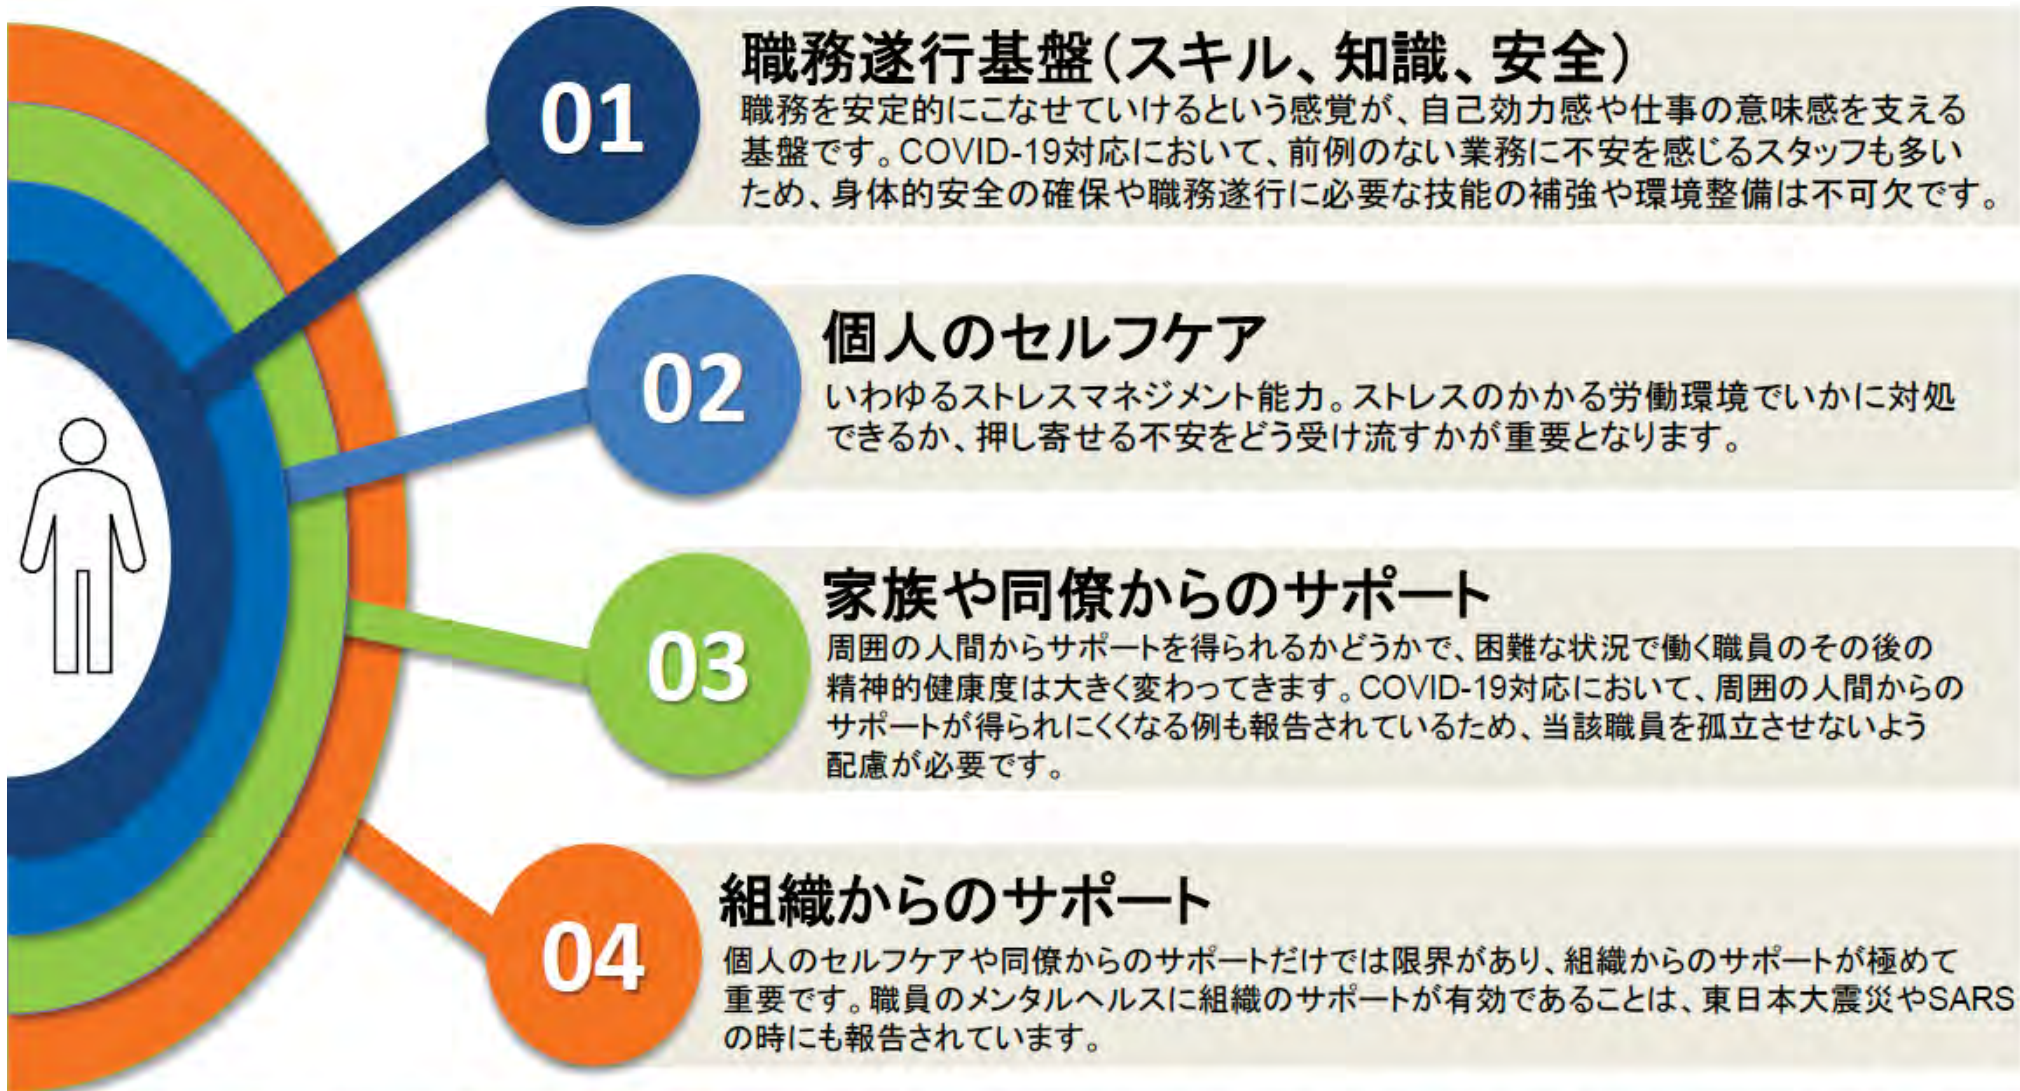 01
職務遂行基盤(スキル、知識、安全)
職務を安定的にこなせていけるという感覚が、自己効力感や仕事の意味感を支える
基盤です。COVID-19対応において、前例のない業務に不安を感じるスタッフも多い
ため、身体的安全の確保や職務遂行に必要な技能の補強や環境整備は不可欠です。
02
個人のセルフケア
いわゆるストレスマネジメント能力。ストレスのかかる労働環境でいかに対処
できるか、押し寄せる不安をどう受け流すかが重要となります。
03
家族や同僚からのサポート
周囲の人間からサポートを得られるかどうかで、困難な状況で働く職員のその後の
精神的健康度は大きく変わってきます。COVID-19対応において、周囲の人間からの
サポートが得られにくくなる例も報告されているため、当該職員を孤立させないよう
配慮が必要です。
04
組織からのサポート
個人のセルフケアや同僚からのサポートだけでは限界があり、組織からのサポートが極めて
重要です。職員のメンタルヘルスに組織のサポートが有効であることは、東日本大震災やSARS
の時にも報告されています。